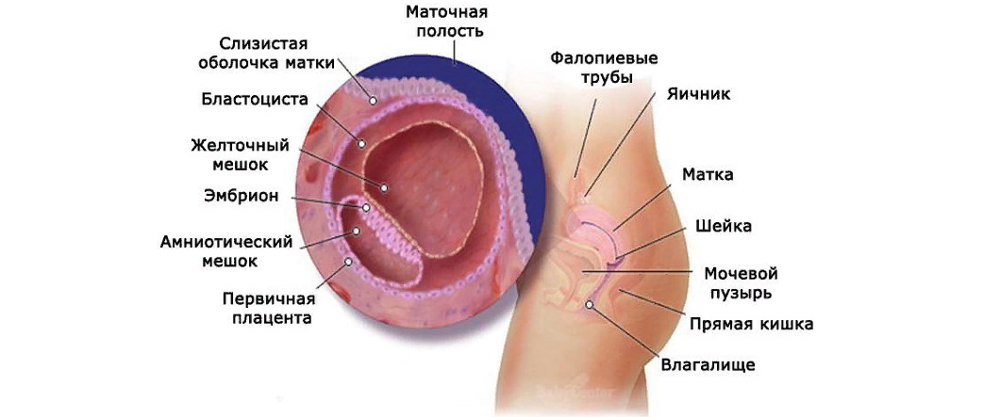 Маточная
полость
Слизистая
оболочка матки
Бластоциста
Желточный
мешок
Эмбрион
Амниотический
мешок
Первичная
плацента
Фалопиевые
трубы
Яичник
Матка
Шейка
Мочевой
пузырь
Прямая кишка
Влагалище